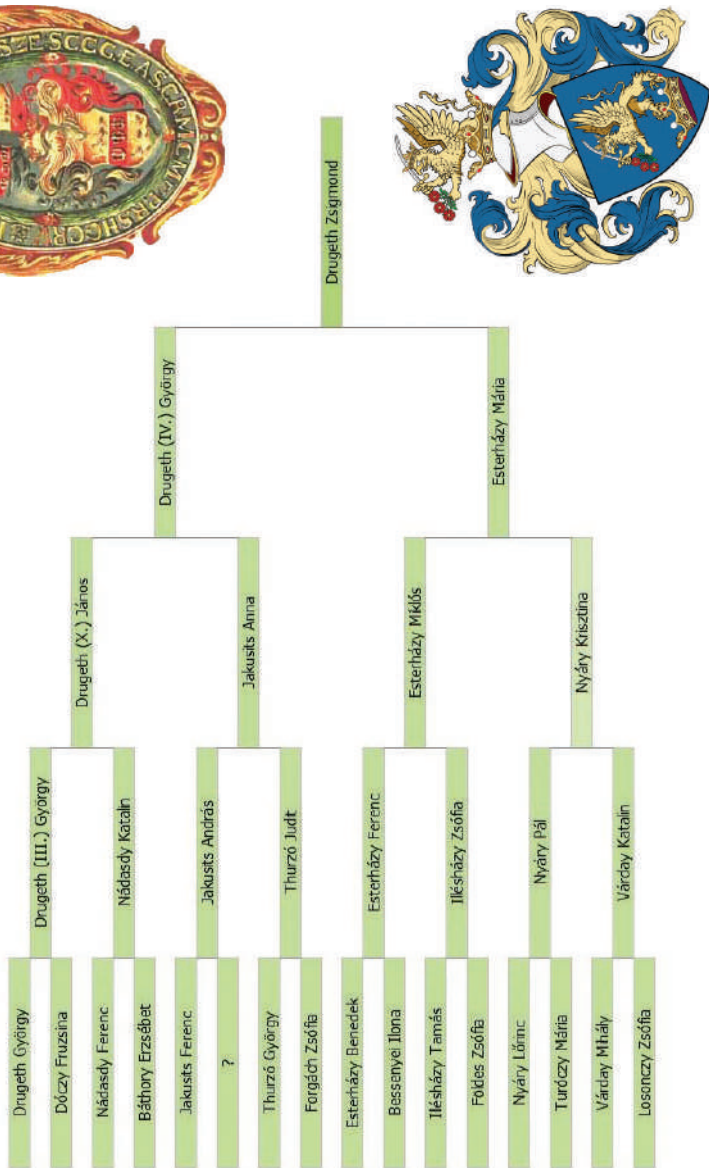 Drugeth György
Dóczy Fruzsina
Nádasdy Ferenc
Báthory Erzsébet
Jakusits Ferenc
?
Thurzó György
Forgách Zsófia
Esterházy Benedek
Bessenyei Ilona
Illésházy Tamás
Földes Zsófia
Nyáry Lőrinc
Turóczy Mária
Várday Mihály
Losonczy Zsófia
Drugeth (III.) György
Nádasdy Katalin
Jakusits András
Thurzó Judit
Esterházy Ferenc
Illésházy Zsófia
Nyáry Pál
Várday Katalin
Drugeth (X.) János
Jakusits Anna
Esterházy Miklós
Nyáry Krisztina
Drugeth (IV.) György
Esterházy Mária
Drugeth Zsigmond